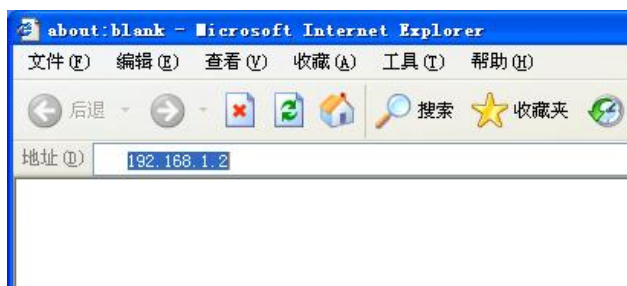 about:blank - Microsoft Internet Explorer
文件(F) 编辑(E) 查看(V) 收藏(A) 工具(T) 帮助(H)
后退 搜索 收藏夹
地址(D) 192.168.1.2